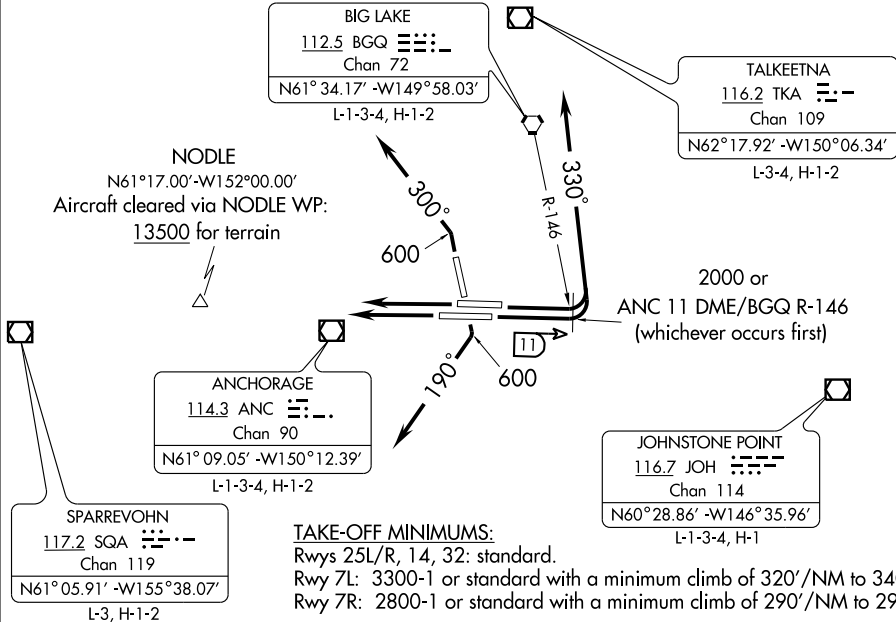 BIG LAKE
112.5 BGQ
Chan 72
N61° 34.17' -W149° 58.03'
L-1-3-4, H-1-2
TALKEETNA
116.2 TKA
Chan 109
N62° 17.92' -W150° 06.34'
L-3-4, H-1-2
NODLE
N61°17.00'-W152°00.00'
Aircraft cleared via NODLE WP:
13500 for terrain
300°
600
R-146
330°
2000 or
ANC 11 DME/BGQ R-146
(whichever occurs first)
11
190°
600
ANCHORAGE
114.3 ANC
Chan 90
N61° 09.05' -W150° 12.39'
L-1-3-4, H-1-2
JOHNSTONE POINT
116.7 JOH
Chan 114
N60° 28.86' -W146° 35.96'
L-1-3-4, H-1
SPARREVOHN
117.2 SQA
Chan 119
N61° 05.91' -W155° 38.07'
L-3, H-1-2
TAKE-OFF MINIMUMS:
Rwys 25L/R, 14, 32: standard.
Rwy 7L: 3300-1 or standard with a minimum climb of 320'/NM to 34
Rwy 7R: 2800-1 or standard with a minimum climb of 290'/NM to 29